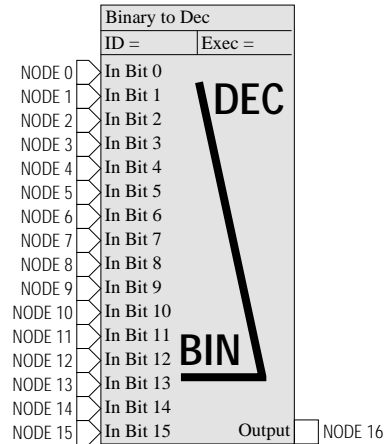 Binary to Dec
ID = Exec =
NODE 0 In Bit 0
NODE 1 In Bit 1 DEC
NODE 2 In Bit 2
NODE 3 In Bit 3
NODE 4 In Bit 4
NODE 5 In Bit 5
NODE 6 In Bit 6
NODE 7 In Bit 7
NODE 8 In Bit 8
NODE 9 In Bit 9
NODE 10 In Bit 10
NODE 11 In Bit 11
NODE 12 In Bit 12 BIN
NODE 13 In Bit 13
NODE 14 In Bit 14
NODE 15 In Bit 15 Output NODE 16